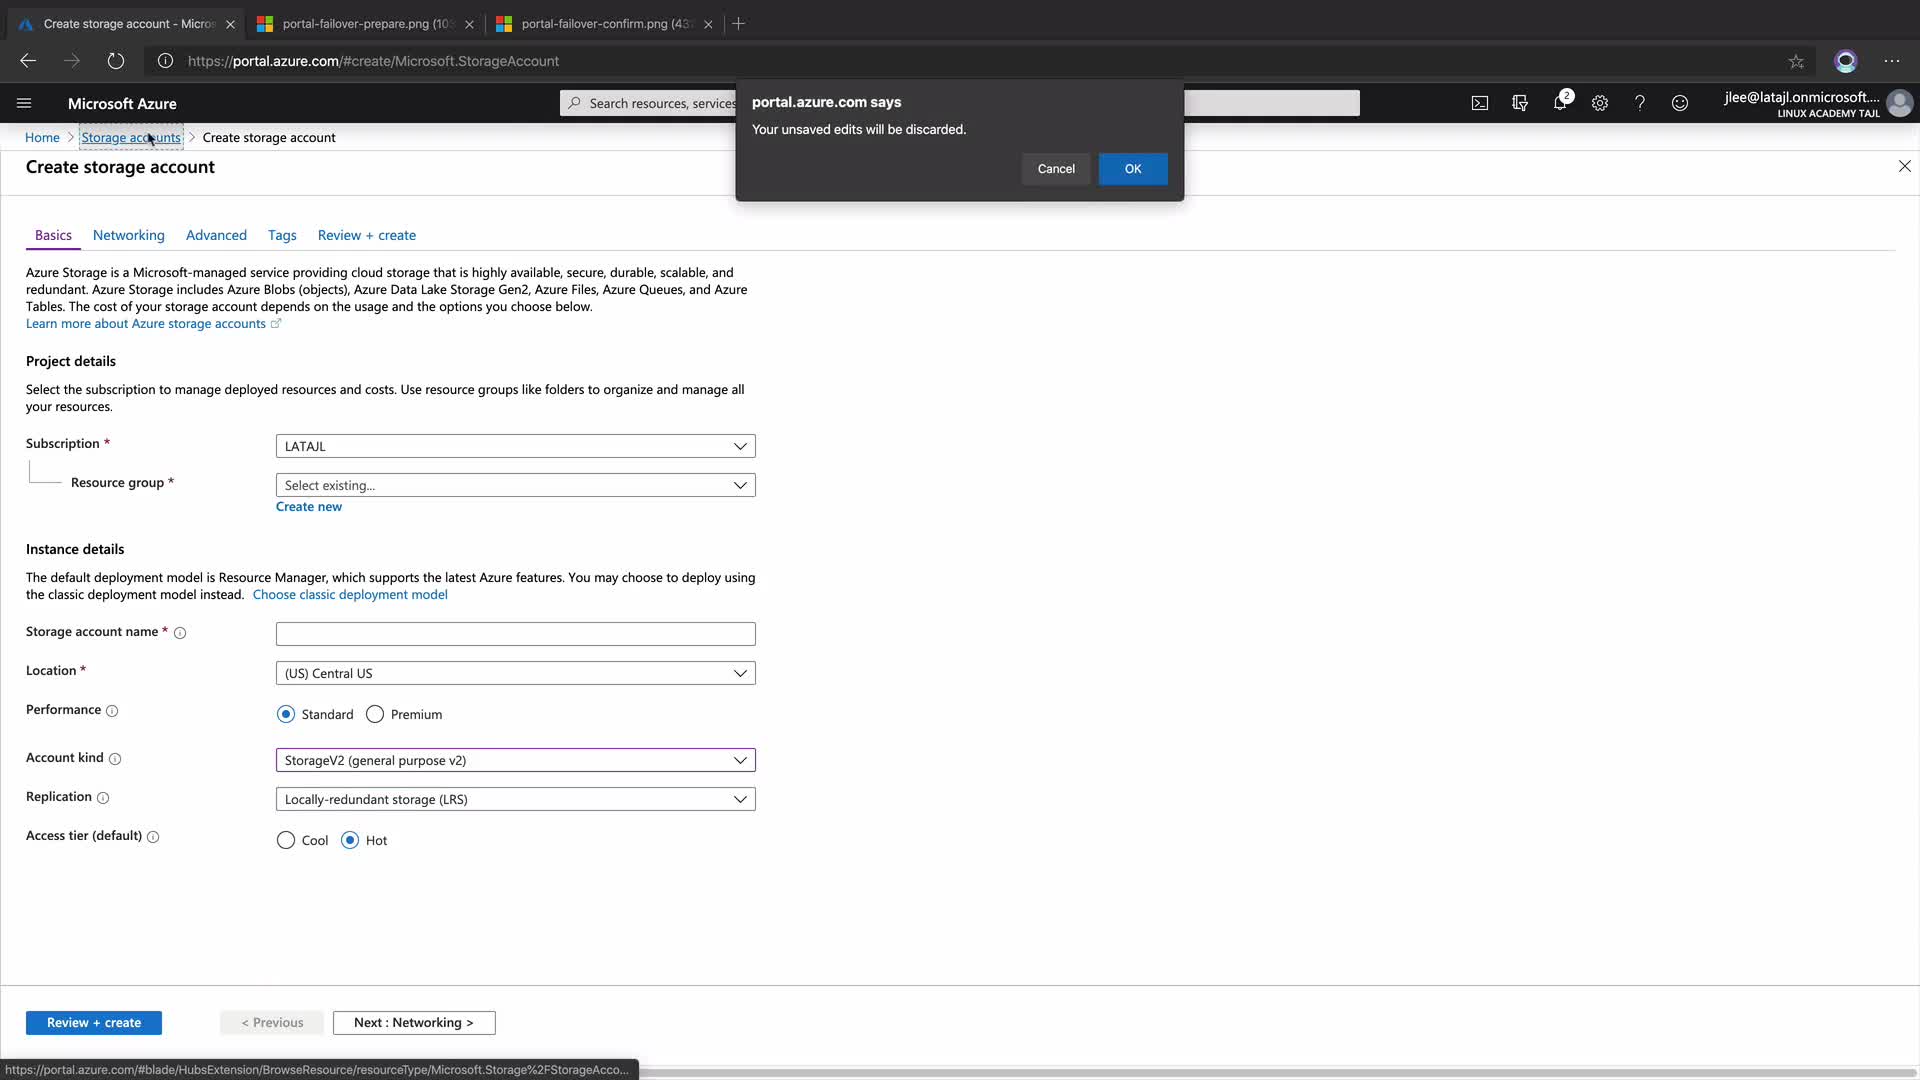 Create storage account - Micros
portal-failover-prepare.png (103
portal-failover-confirm.png (43
https://portal.azure.com/#create/Microsoft.StorageAccount
Microsoft Azure
Search resources, services
2
jlee@latajl.onmicrosoft....
LINUX ACADEMY TAJL
portal.azure.com says
Your unsaved edits will be discarded.
Cancel
OK
Home > Storage accounts > Create storage account
Create storage account
Basics
Networking
Advanced
Tags
Review + create
Azure Storage is a Microsoft-managed service providing cloud storage that is highly available, secure, durable, scalable, and
redundant. Azure Storage includes Azure Blobs (objects), Azure Data Lake Storage Gen2, Azure Files, Azure Queues, and Azure
Tables. The cost of your storage account depends on the usage and the options you choose below.
Learn more about Azure storage accounts
Project details
Select the subscription to manage deployed resources and costs. Use resource groups like folders to organize and manage all
your resources.
Subscription *
LATAJL
Resource group *
Select existing...
Create new
Instance details
The default deployment model is Resource Manager, which supports the latest Azure features. You may choose to deploy using
the classic deployment model instead. Choose classic deployment model
Storage account name *
Location *
(US) Central US
Performance
Standard
Premium
Account kind
StorageV2 (general purpose v2)
Replication
Locally-redundant storage (LRS)
Access tier (default)
Cool
Hot
Review + create
< Previous
Next : Networking >
https://portal.azure.com/#blade/HubsExtension/BrowseResource/resourceType/Microsoft.Storage%2FStorageAcco...